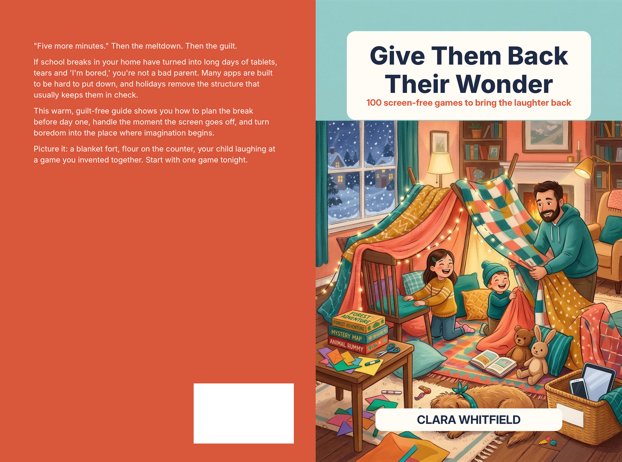 "Five more minutes." Then the meltdown. Then the guilt.
If school breaks in your home have turned into long days of tablets,
tears and 'I'm bored,' you're not a bad parent. Many apps are built
to be hard to put down, and holidays remove the structure that
usually keeps them in check.
This warm, guilt-free guide shows you how to plan the break
before day one, handle the moment the screen goes off, and turn
boredom into the place where imagination begins.
Picture it: a blanket fort, flour on the counter, your child laughing at
a game you invented together. Start with one game tonight.
Give Them Back
Their Wonder
100 screen-free games to bring the laughter back
FOREST
ADVENTURE
MYSTERY MAP
ANIMAL RUMMY
CLARA WHITFIELD